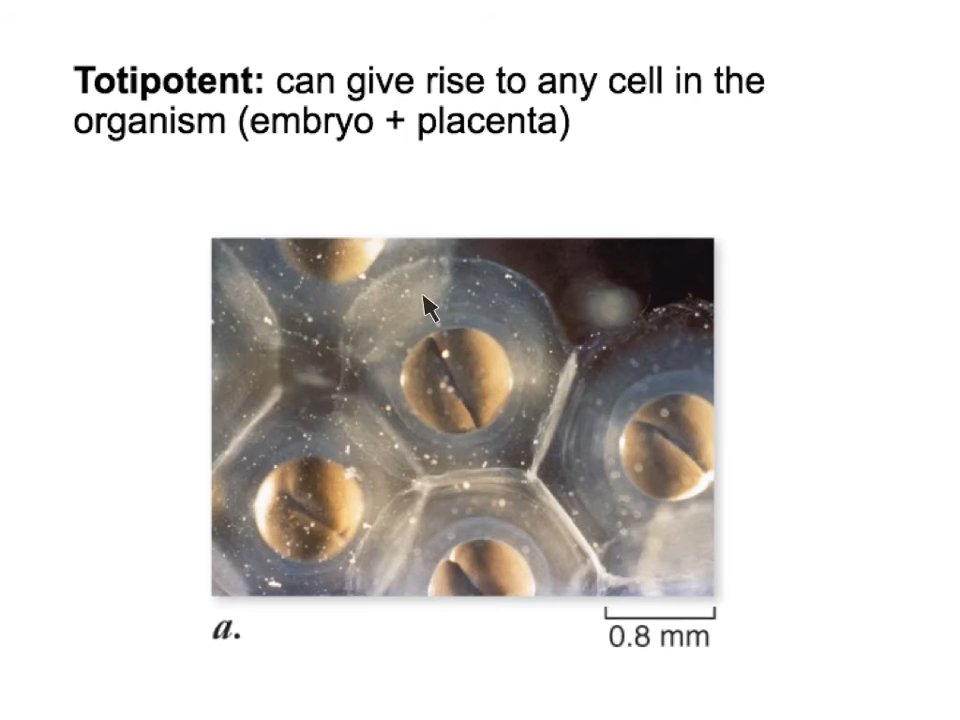 Totipotent: can give rise to any cell in the
organism (embryo + placenta)
a.
0.8 mm